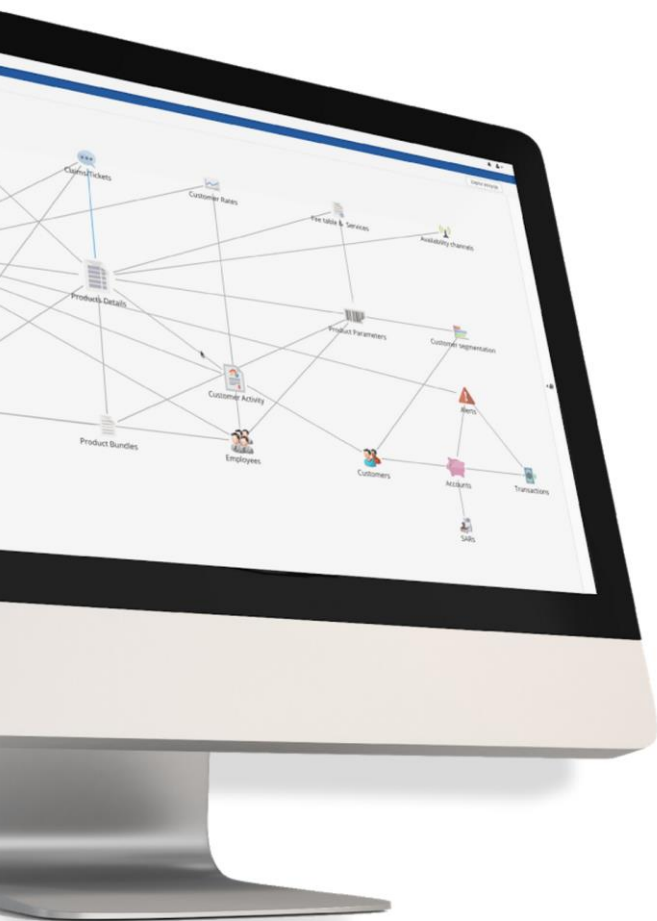 Claims/Tickets
Customer Rates
Fee table & Services
Availability channels
Products Details
Product Parameters
Customer segmentation
Alerts
Customer Activity
Product Bundles
Employees
Customers
Accounts
Transactions
SARs